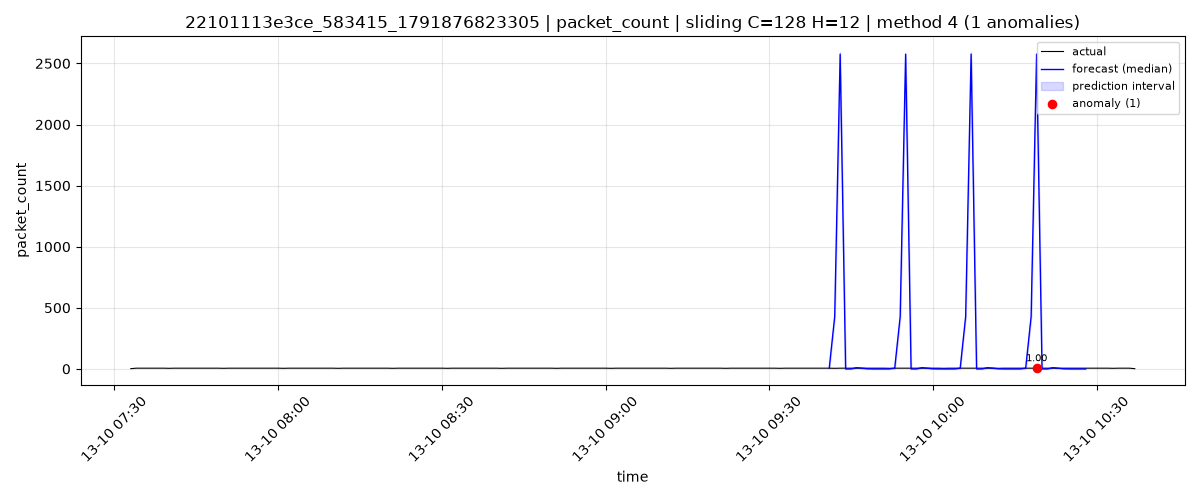 22101113e3ce_583415_1791876823305 | packet_count | sliding C=128 H=12 | method 4 (1 anomalies)
actual
forecast (median)
prediction interval
anomaly (1)
2500
2000
1500
1000
500
0
packet_count
1.00
13-10 07:30
13-10 08:00
13-10 08:30
13-10 09:00
13-10 09:30
13-10 10:00
13-10 10:30
time